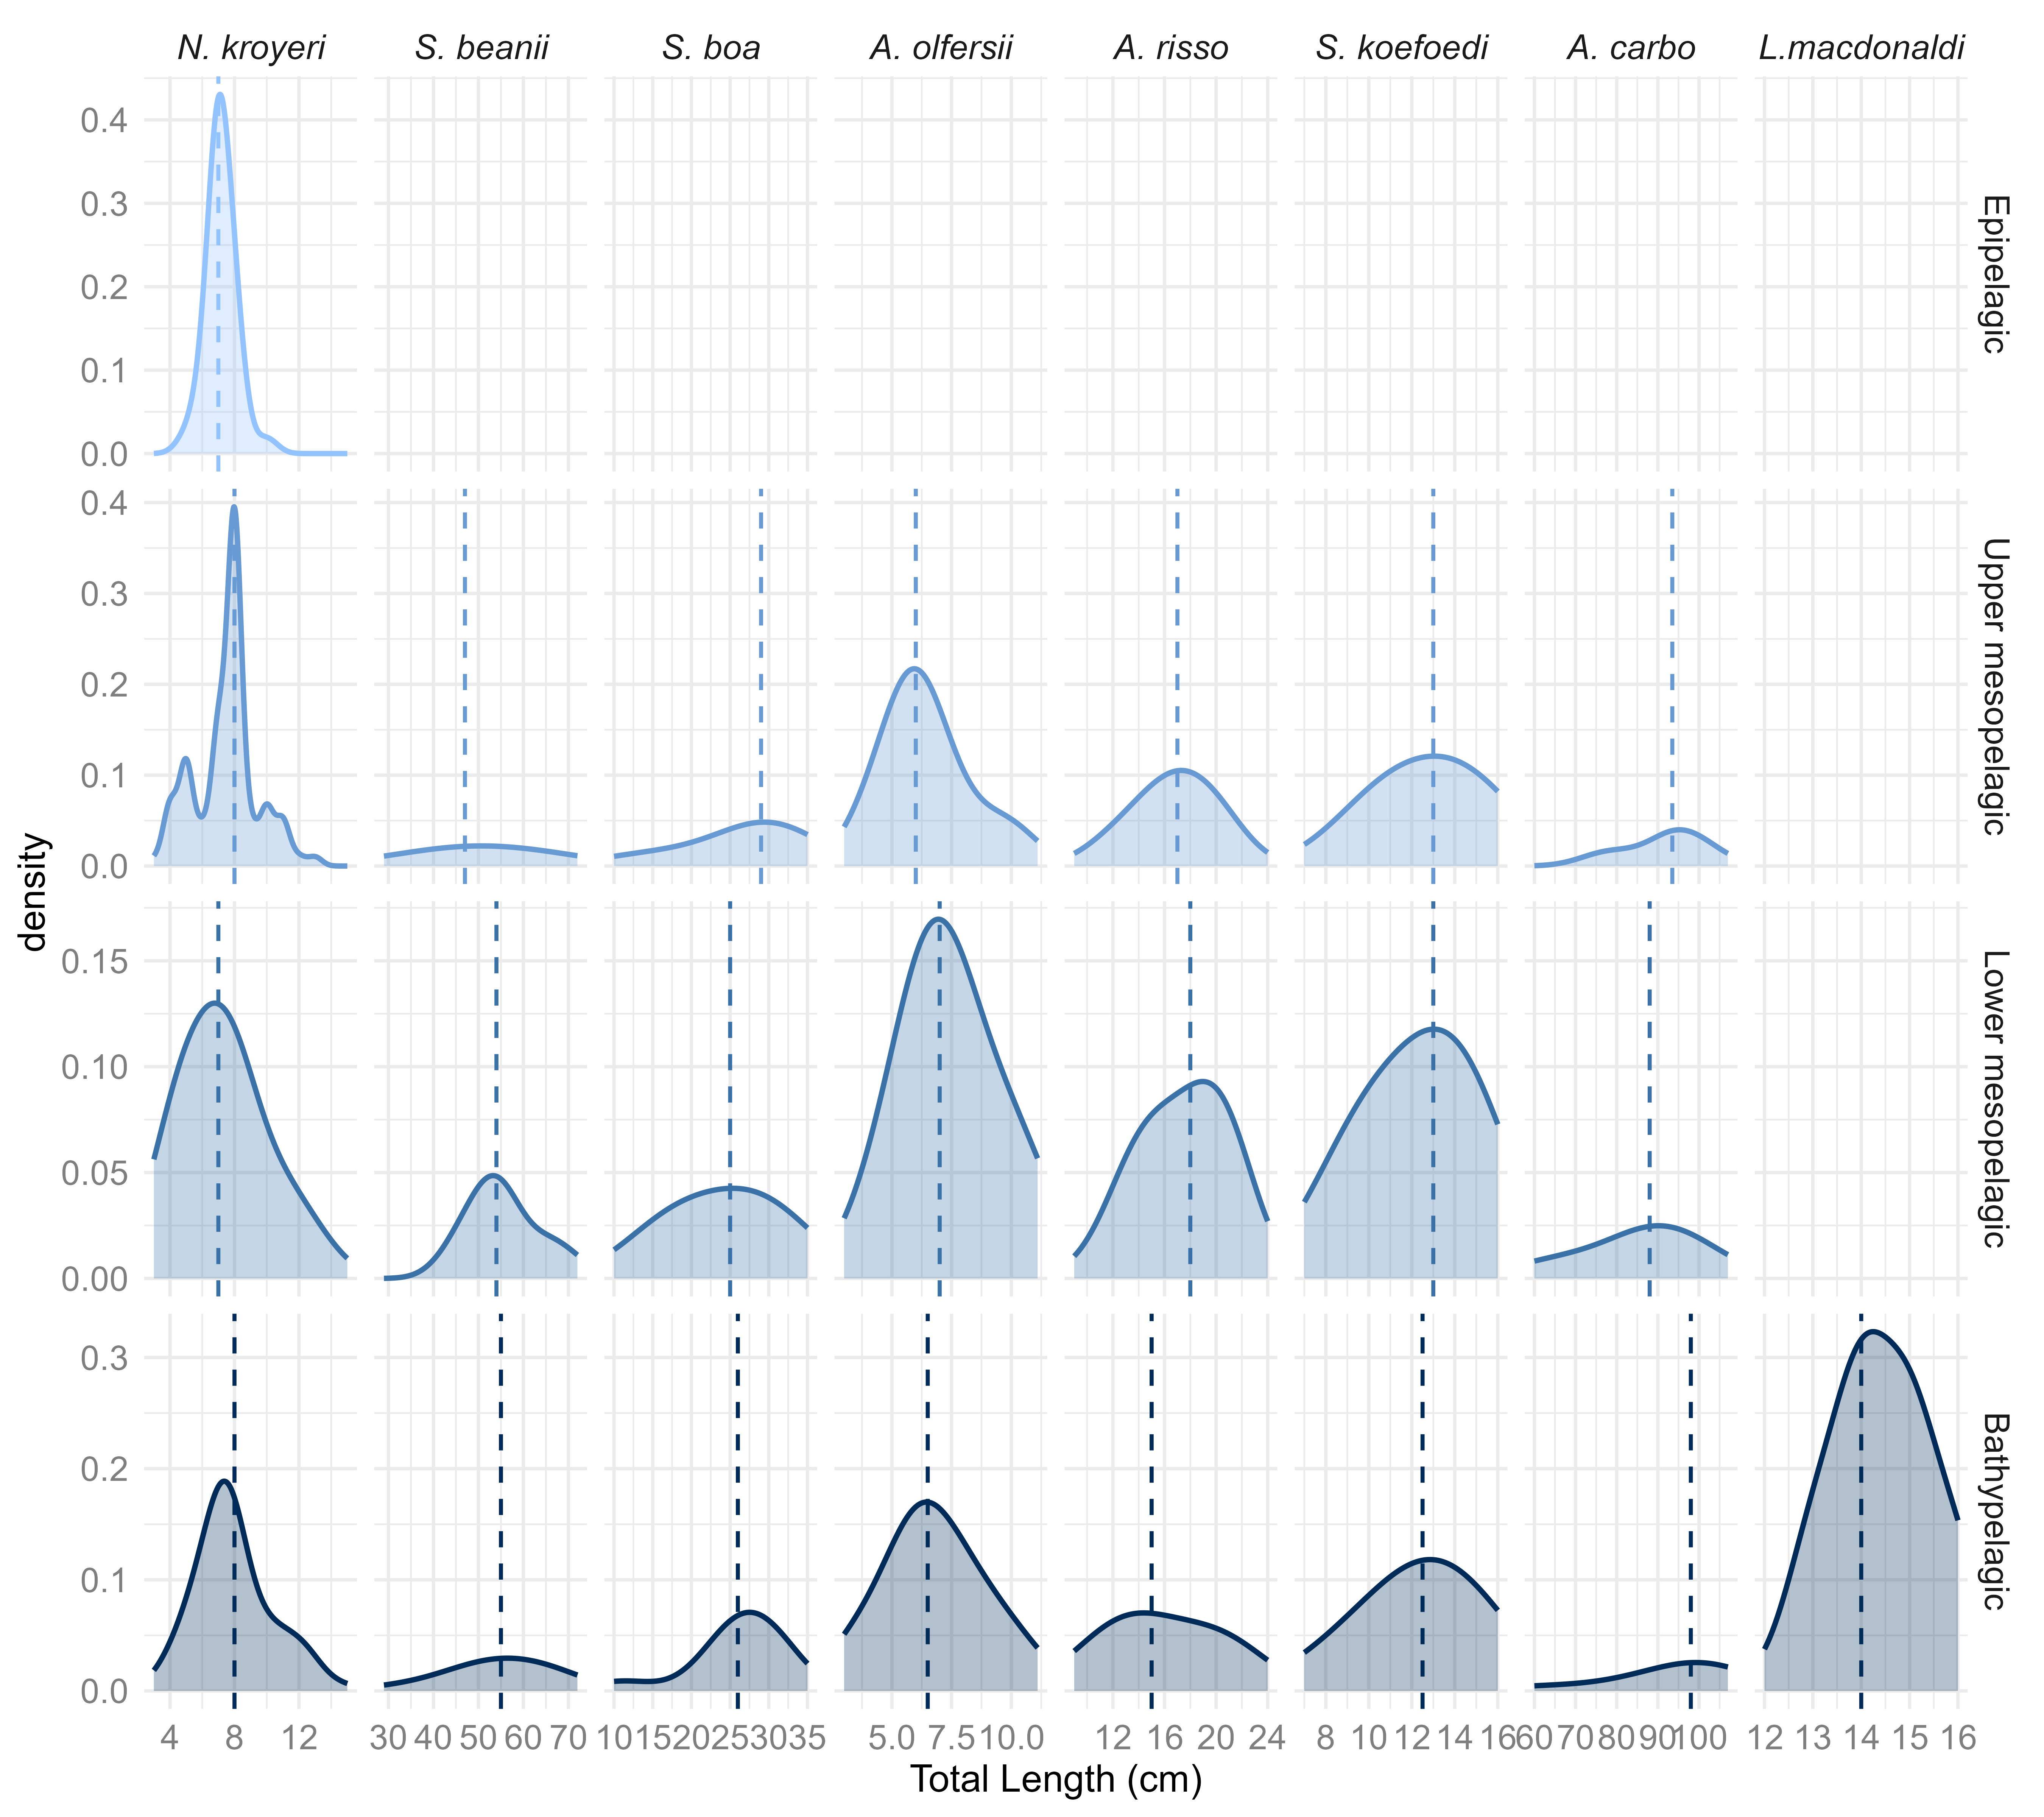 N. kroyeri S. beanii S. boa A. olfersii A. risso S. koefoedi A. carbo L.macdonaldi
0.4
0.3
0.2
0.1
0.0
Epipelagic
0.4
0.3
0.2
0.1
0.0
Upper mesopelagic
density
0.15
0.10
0.05
0.00
Lower mesopelagic
0.3
0.2
0.1
0.0
Bathypelagic
4 8 12 30 40 50 60 70 10 15 20 25 30 35 5.0 7.5 10.0 12 16 20 24 8 10 12 14 16 60 70 80 90 100 12 13 14 15 16
Total Length (cm)